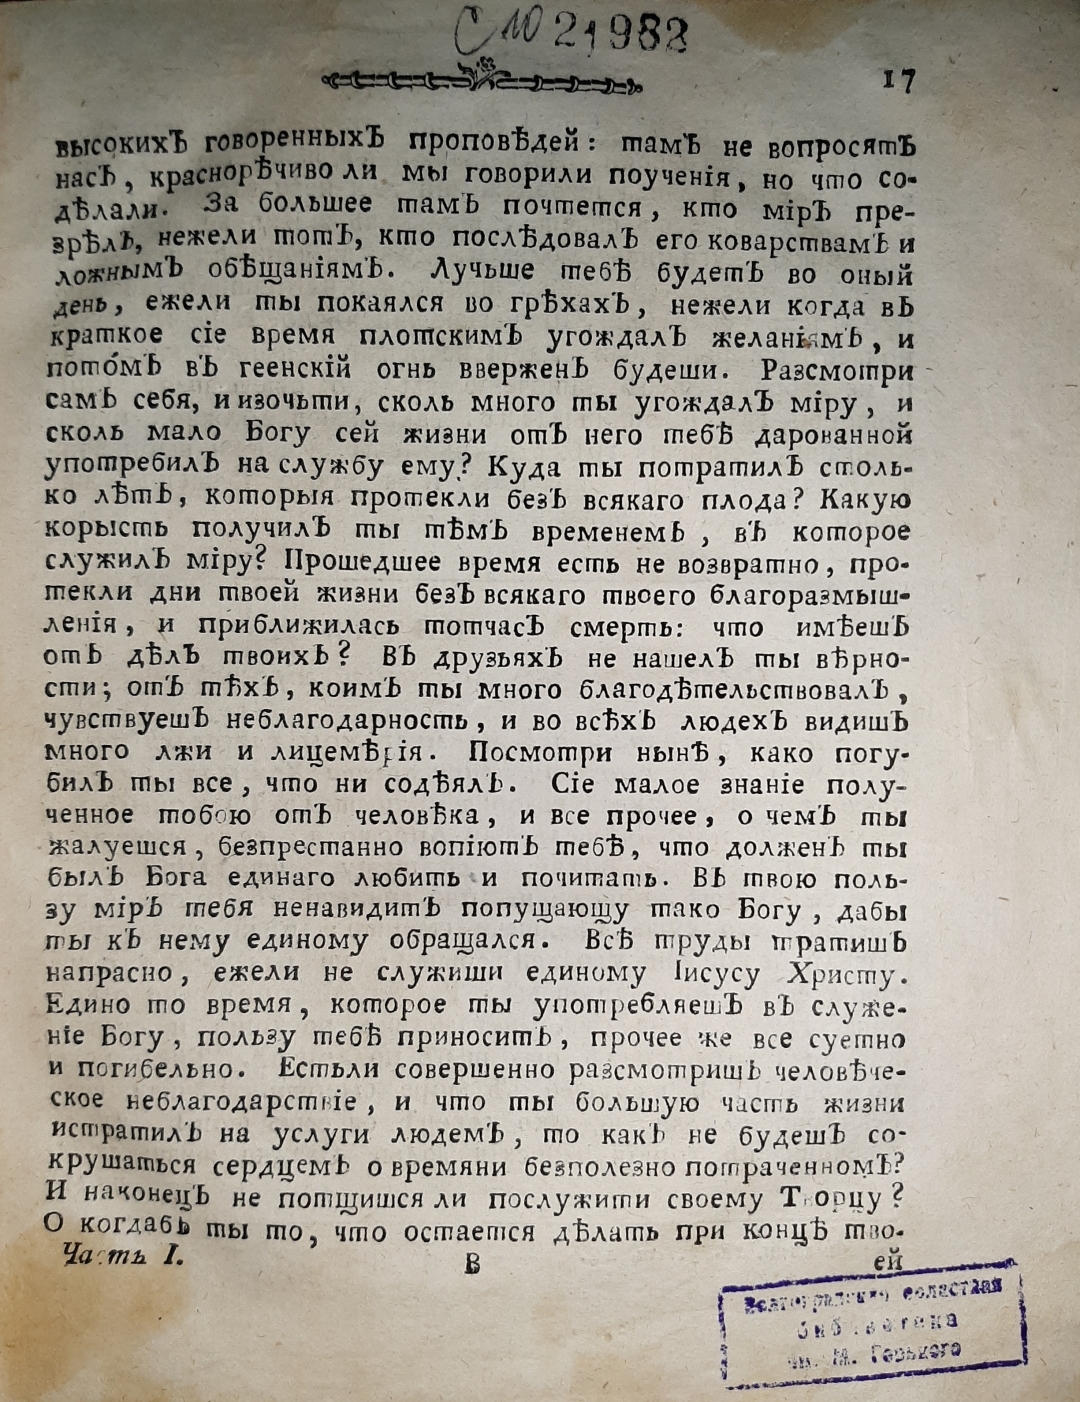 СЮ 21983
17
высокихЪ говоренныхЪ проповѣдей: тамЪ не вопросятЪ
насЪ, краснорѣчиво ли мы говорили поученія, но что со-
дѣлали. За большее тамЪ почтется, кто мірЪ пре-
зрѣлЪ, нежели тотЪ, кто послѣдовалЪ его коварствамЪ и
ложнымЪ обѣщаніямЪ. Лучьше тебѣ будетЪ во оный
день, ежели ты покаялся во грѣхахЪ, нежели когда вЪ
краткое сіе время плотскимЪ угождалЪ желаніямЪ, и
пото́мЪ вЪ геенскій огнь вверженЪ будеши. Разсмотри
самЪ себя, и изочьти, сколь много ты угождалЪ міру, и
сколь мало Богу сей жизни отЪ него тебѣ дарованной
употребилЪ на службу ему? Куда ты потратилЪ столь-
ко лѣтЪ, которыя протекли безЪ всякаго плода? Какую
корысть получилЪ ты тѣмЪ временемЪ, вЪ которое
служилЪ міру? Прошедшее время есть не возвратно, про-
текли дни твоей жизни безЪ всякаго твоего благоразмыш-
ленія, и приближилась тотчасЪ смерть: что имѣешЪ
отЪ дѣлЪ твоихЪ? ВЪ друзьяхЪ не нашелЪ ты вѣрно-
сти; отЪ тѣхЪ, коимЪ ты много благодѣтельствовалЪ,
чувствуешЪ неблагодарность, и во всѣхЪ людехЪ видишЪ
много лжи и лицемѣрія. Посмотри нынѣ, како погу-
билЪ ты все, что ни содѣялЪ. Сіе малое знаніе полу-
ченное тобою отЪ человѣка, и все прочее, о чемЪ ты
жалуешся, безпрестанно вопіютЪ тебѣ, что долженЪ ты
былЪ Бога единаго любить и почитать. ВЪ твою поль-
зу мірЪ тебя ненавидитЪ попущающу тако Богу, дабы
ты кЪ нему единому обращался. Всѣ труды тратишЪ
напрасно, ежели не служиши единому Іисусу Христу.
Едино то время, которое ты употребляешЪ вЪ служе-
ніе Богу, пользу тебѣ приноситЪ, прочее же все суетно
и погибельно. Естьли совершенно разсмотришЪ человѣче-
ское неблагодарствіе, и что ты большую часть жизни
истратилЪ на услуги людемЪ, то какЪ не будешЪ со-
крушаться сердцемЪ о времяни безполезно потраченномЪ?
И наконецЪ не потщишся ли послужити своему Творцу?
О когдабЪ ты то, что остается дѣлать при концѣ тво-
Часть I.
В
ей
Волгоградская областная
библиотека
им. М. Горького